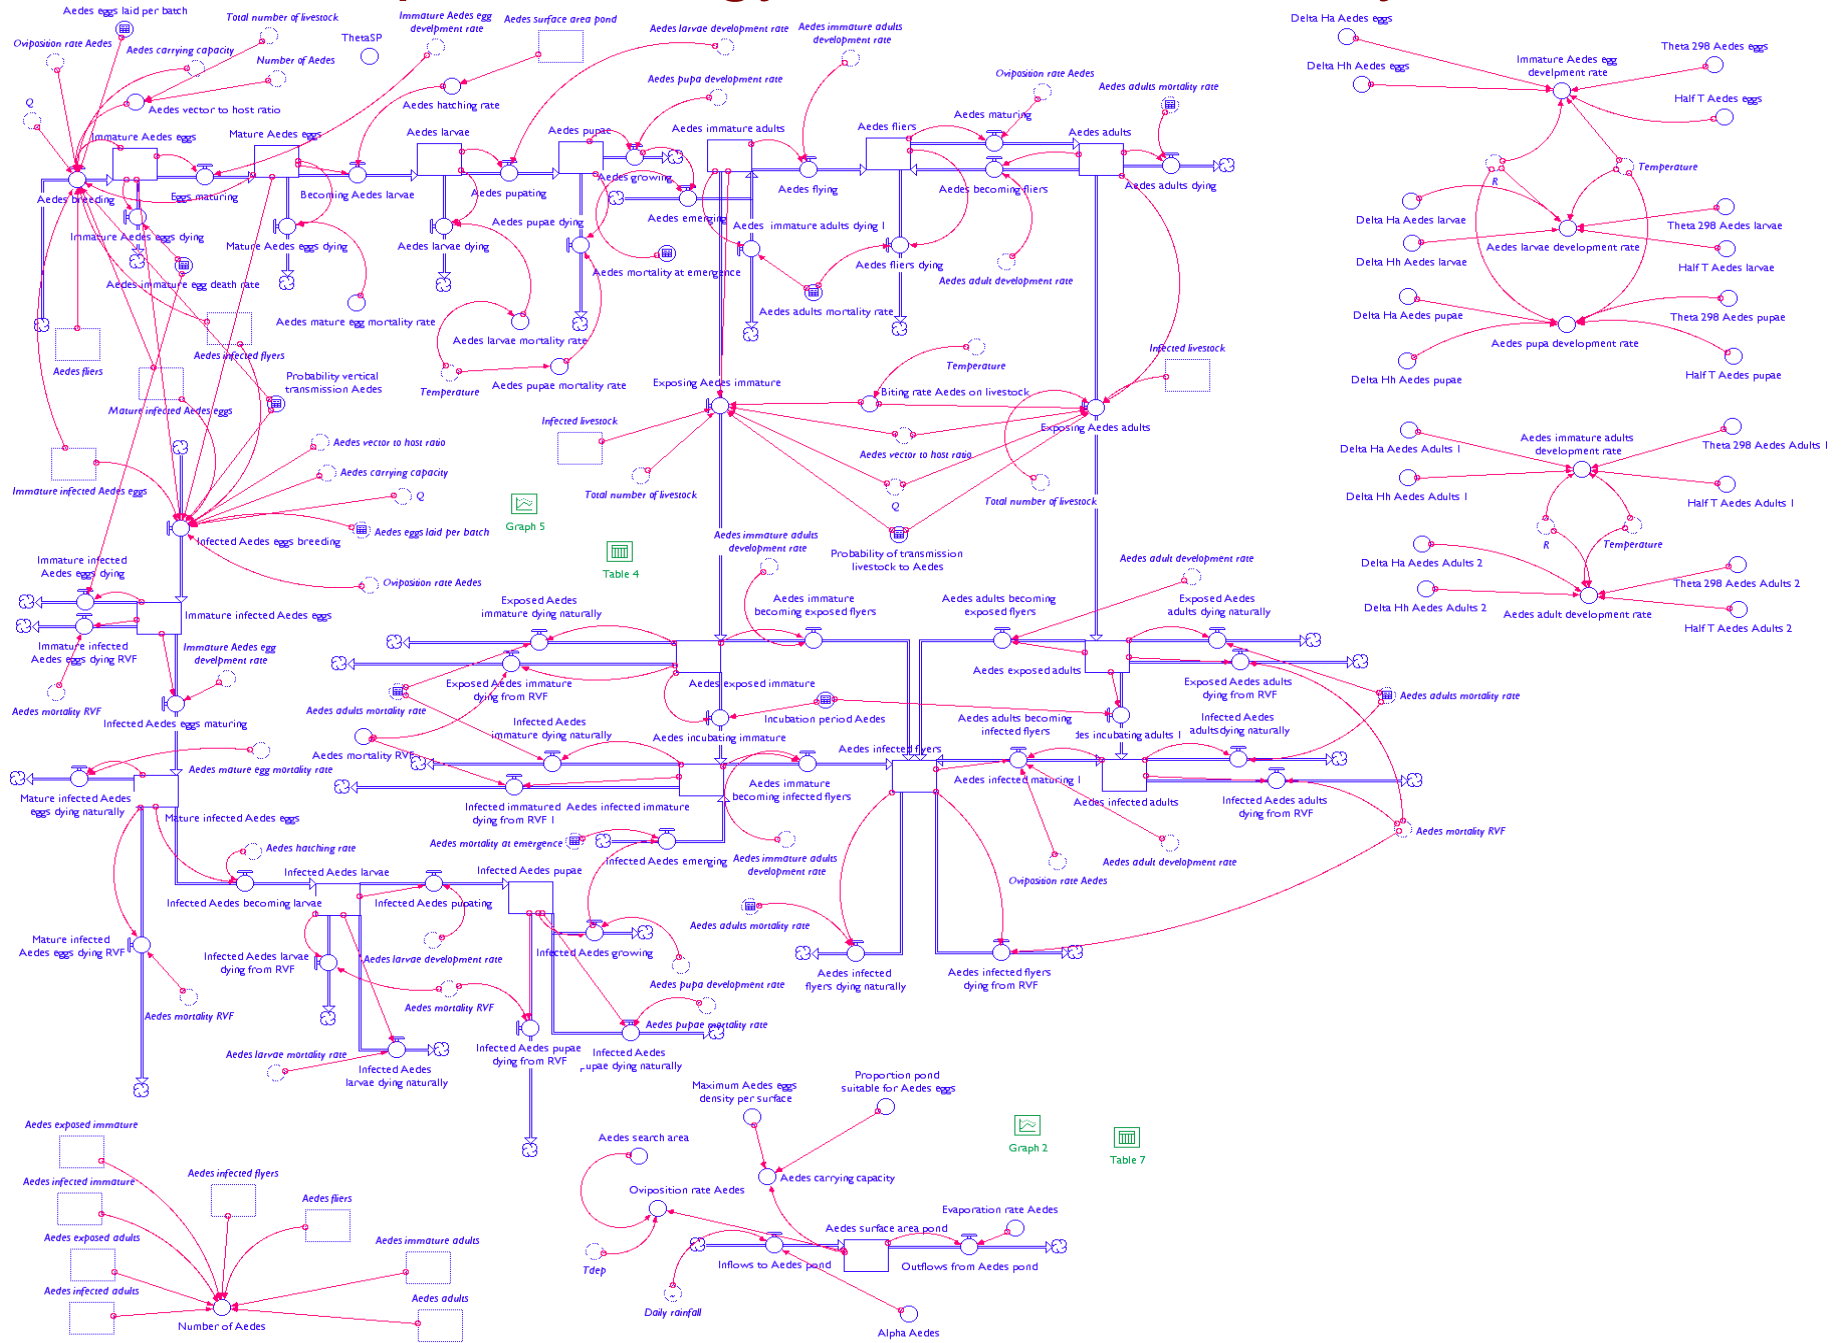 Aedes eggs laid per batch
Total number of livestock
Immature Aedes egg
develpment rate
Aedes surface area pond
Aedes larvae development rate
Aedes immature adults
development rate
Oviposition rate Aedes
Aedes carrying capacity
ThetaSP
Number of Aedes
Aedes pupa development rate
Oviposition rate Aedes
Aedes adults mortality rate
Q
Aedes vector to host ratio
Aedes hatching rate
Aedes maturing
Immature Aedes eggs
Mature Aedes eggs
Aedes larvae
Aedes pupae
Aedes immature adults
Aedes fliers
Aedes adults
Aedes breeding
Eggs maturing
Becoming Aedes larvae
Aedes pupating
Aedes growing
Aedes emerging
Aedes flying
Aedes becoming fliers
Aedes adults dying
Immature Aedes eggs dying
Mature Aedes eggs dying
Aedes larvae dying
Aedes pupae dying
Aedes immature adults dying 1
Aedes fliers dying
Aedes immature egg death rate
Aedes mortality at emergence
Aedes adult development rate
Aedes mature egg mortality rate
Aedes larvae mortality rate
Aedes adults mortality rate
Aedes fliers
Aedes infected flyers
Mature infected Aedes eggs
Probability vertical
transmission Aedes
Temperature
Aedes pupae mortality rate
Exposing Aedes immature
Temperature
Biting rate Aedes on livestock
Infected livestock
Infected livestock
Exposing Aedes adults
Aedes vector to host ratio
Total number of livestock
Q
Total number of livestock
Probability of transmission
livestock to Aedes
Immature infected Aedes eggs
Aedes vector to host ratio
Aedes carrying capacity
Q
Aedes eggs laid per batch
Infected Aedes eggs breeding
Oviposition rate Aedes
Graph 5
Table 4
Delta Ha Aedes eggs
Delta Hh Aedes eggs
Immature Aedes egg
develpment rate
Theta 298 Aedes eggs
Half T Aedes eggs
R
Temperature
Delta Ha Aedes larvae
Delta Hh Aedes larvae
Aedes larvae development rate
Theta 298 Aedes larvae
Half T Aedes larvae
Delta Ha Aedes pupae
Delta Hh Aedes pupae
Aedes pupa development rate
Theta 298 Aedes pupae
Half T Aedes pupae
Delta Ha Aedes Adults 1
Delta Hh Aedes Adults 1
Aedes immature adults
development rate
Theta 298 Aedes Adults 1
Half T Aedes Adults 1
R
Temperature
Delta Ha Aedes Adults 2
Delta Hh Aedes Adults 2
Aedes adult development rate
Theta 298 Aedes Adults 2
Half T Aedes Adults 2
Immature infected
Aedes eggs dying
Immature infected Aedes eggs
Immature infected
Aedes eggs dying RVF
Immature Aedes egg
develpment rate
Aedes mortality RVF
Infected Aedes eggs maturing
Aedes mature egg mortality rate
Mature infected Aedes
eggs dying naturally
Mature infected Aedes eggs
Aedes hatching rate
Infected Aedes larvae
Infected Aedes becoming larvae
Infected Aedes pupating
Infected Aedes pupae
Mature infected
Aedes eggs dying RVF
Aedes mortality RVF
Infected Aedes larvae
dying from RVF
Aedes larvae development rate
Aedes mortality RVF
Aedes larvae mortality rate
Infected Aedes
larvae dying naturally
Infected Aedes pupae
dying from RVF
Infected Aedes
pupae dying naturally
Aedes pupae mortality rate
Aedes pupa development rate
Infected Aedes growing
Infected Aedes emerging
Aedes mortality at emergence
Exposed Aedes
immature dying naturally
Aedes immature adults
development rate
Aedes immature
becoming exposed flyers
Aedes adults becoming
exposed flyers
Aedes adult development rate
Exposed Aedes
adults dying naturally
Exposed Aedes immature
dying from RVF
Aedes exposed immature
Aedes exposed adults
Exposed Aedes adults
dying from RVF
Aedes adults mortality rate
Aedes adults mortality rate
Infected Aedes
immature dying naturally
Incubation period Aedes
Aedes incubating immature
Aedes adults becoming
infected flyers
Infected Aedes
adultsdying naturally
Aedes mortality RVF
Aedes infected flyers
Infected immatured
dying from RVF 1
Aedes infected immature
Aedes immature
becoming infected flyers
Aedes infected maturing 1
Aedes infected adults
Infected Aedes adults
dying from RVF
Aedes mortality RVF
Aedes immature adults
development rate
Oviposition rate Aedes
Aedes adult development rate
Aedes adults mortality rate
Aedes infected
flyers dying naturally
Aedes infected flyers
dying from RVF
Aedes exposed immature
Aedes infected immature
Aedes infected flyers
Aedes fliers
Aedes exposed adults
Aedes immature adults
Aedes infected adults
Aedes adults
Number of Aedes
Maximum Aedes eggs
density per surface
Proportion pond
suitable for Aedes eggs
Aedes search area
Aedes carrying capacity
Oviposition rate Aedes
Tdep
Aedes surface area pond
Evaporation rate Aedes
Inflows to Aedes pond
Outflows from Aedes pond
Daily rainfall
Alpha Aedes
Graph 2
Table 7